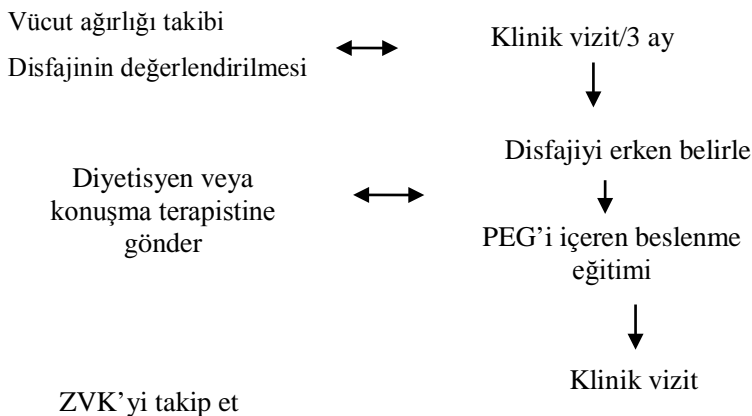 Vücut ağırlığı takibi
Disfajinin değerlendirilmesi
Klinik vizit/3 ay
Disfajiyi erken belirle
Diyetisyen veya
konuşma terapistine
gönder
PEG’i içeren beslenme
eğitimi
Klinik vizit
ZVK’yi takip et